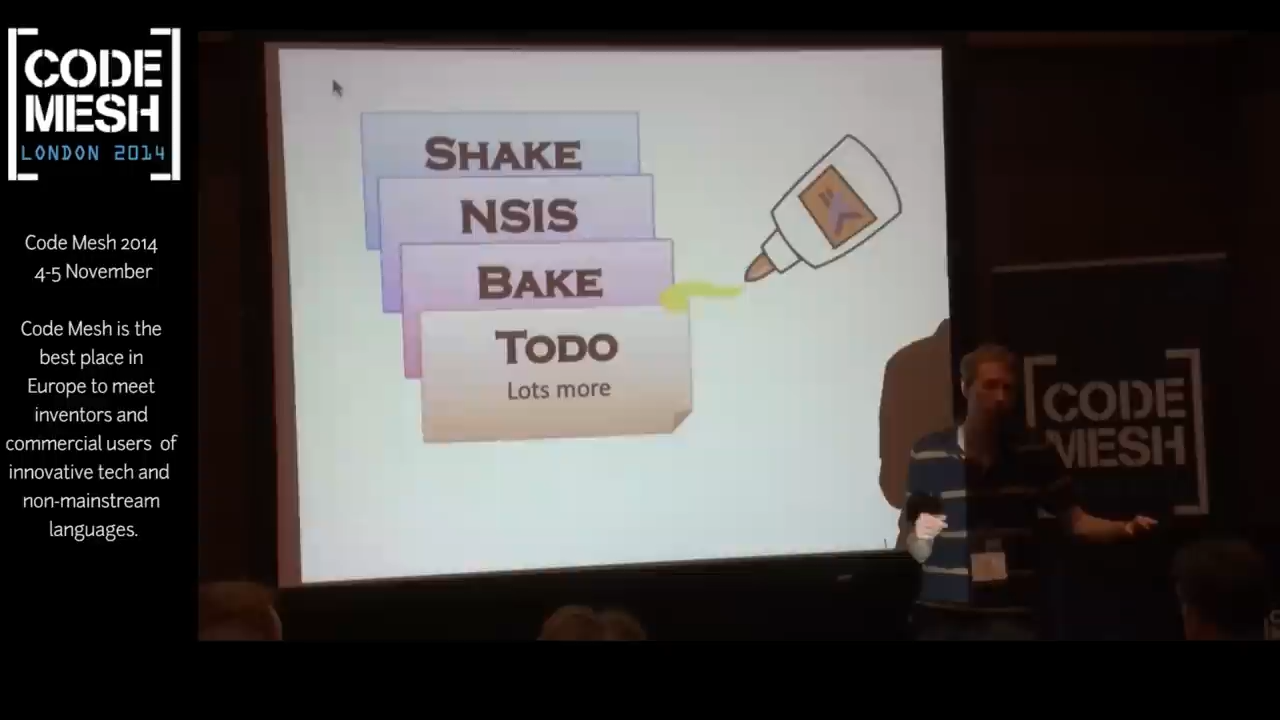 CODE
MESH
LONDON 2014
Code Mesh 2014
4-5 November
Code Mesh is the
best place in
Europe to meet
inventors and
commercial users of
innovative tech and
non-mainstream
languages.
SHAKE
NSIS
BAKE
TODO
Lots more
CODE
MESH